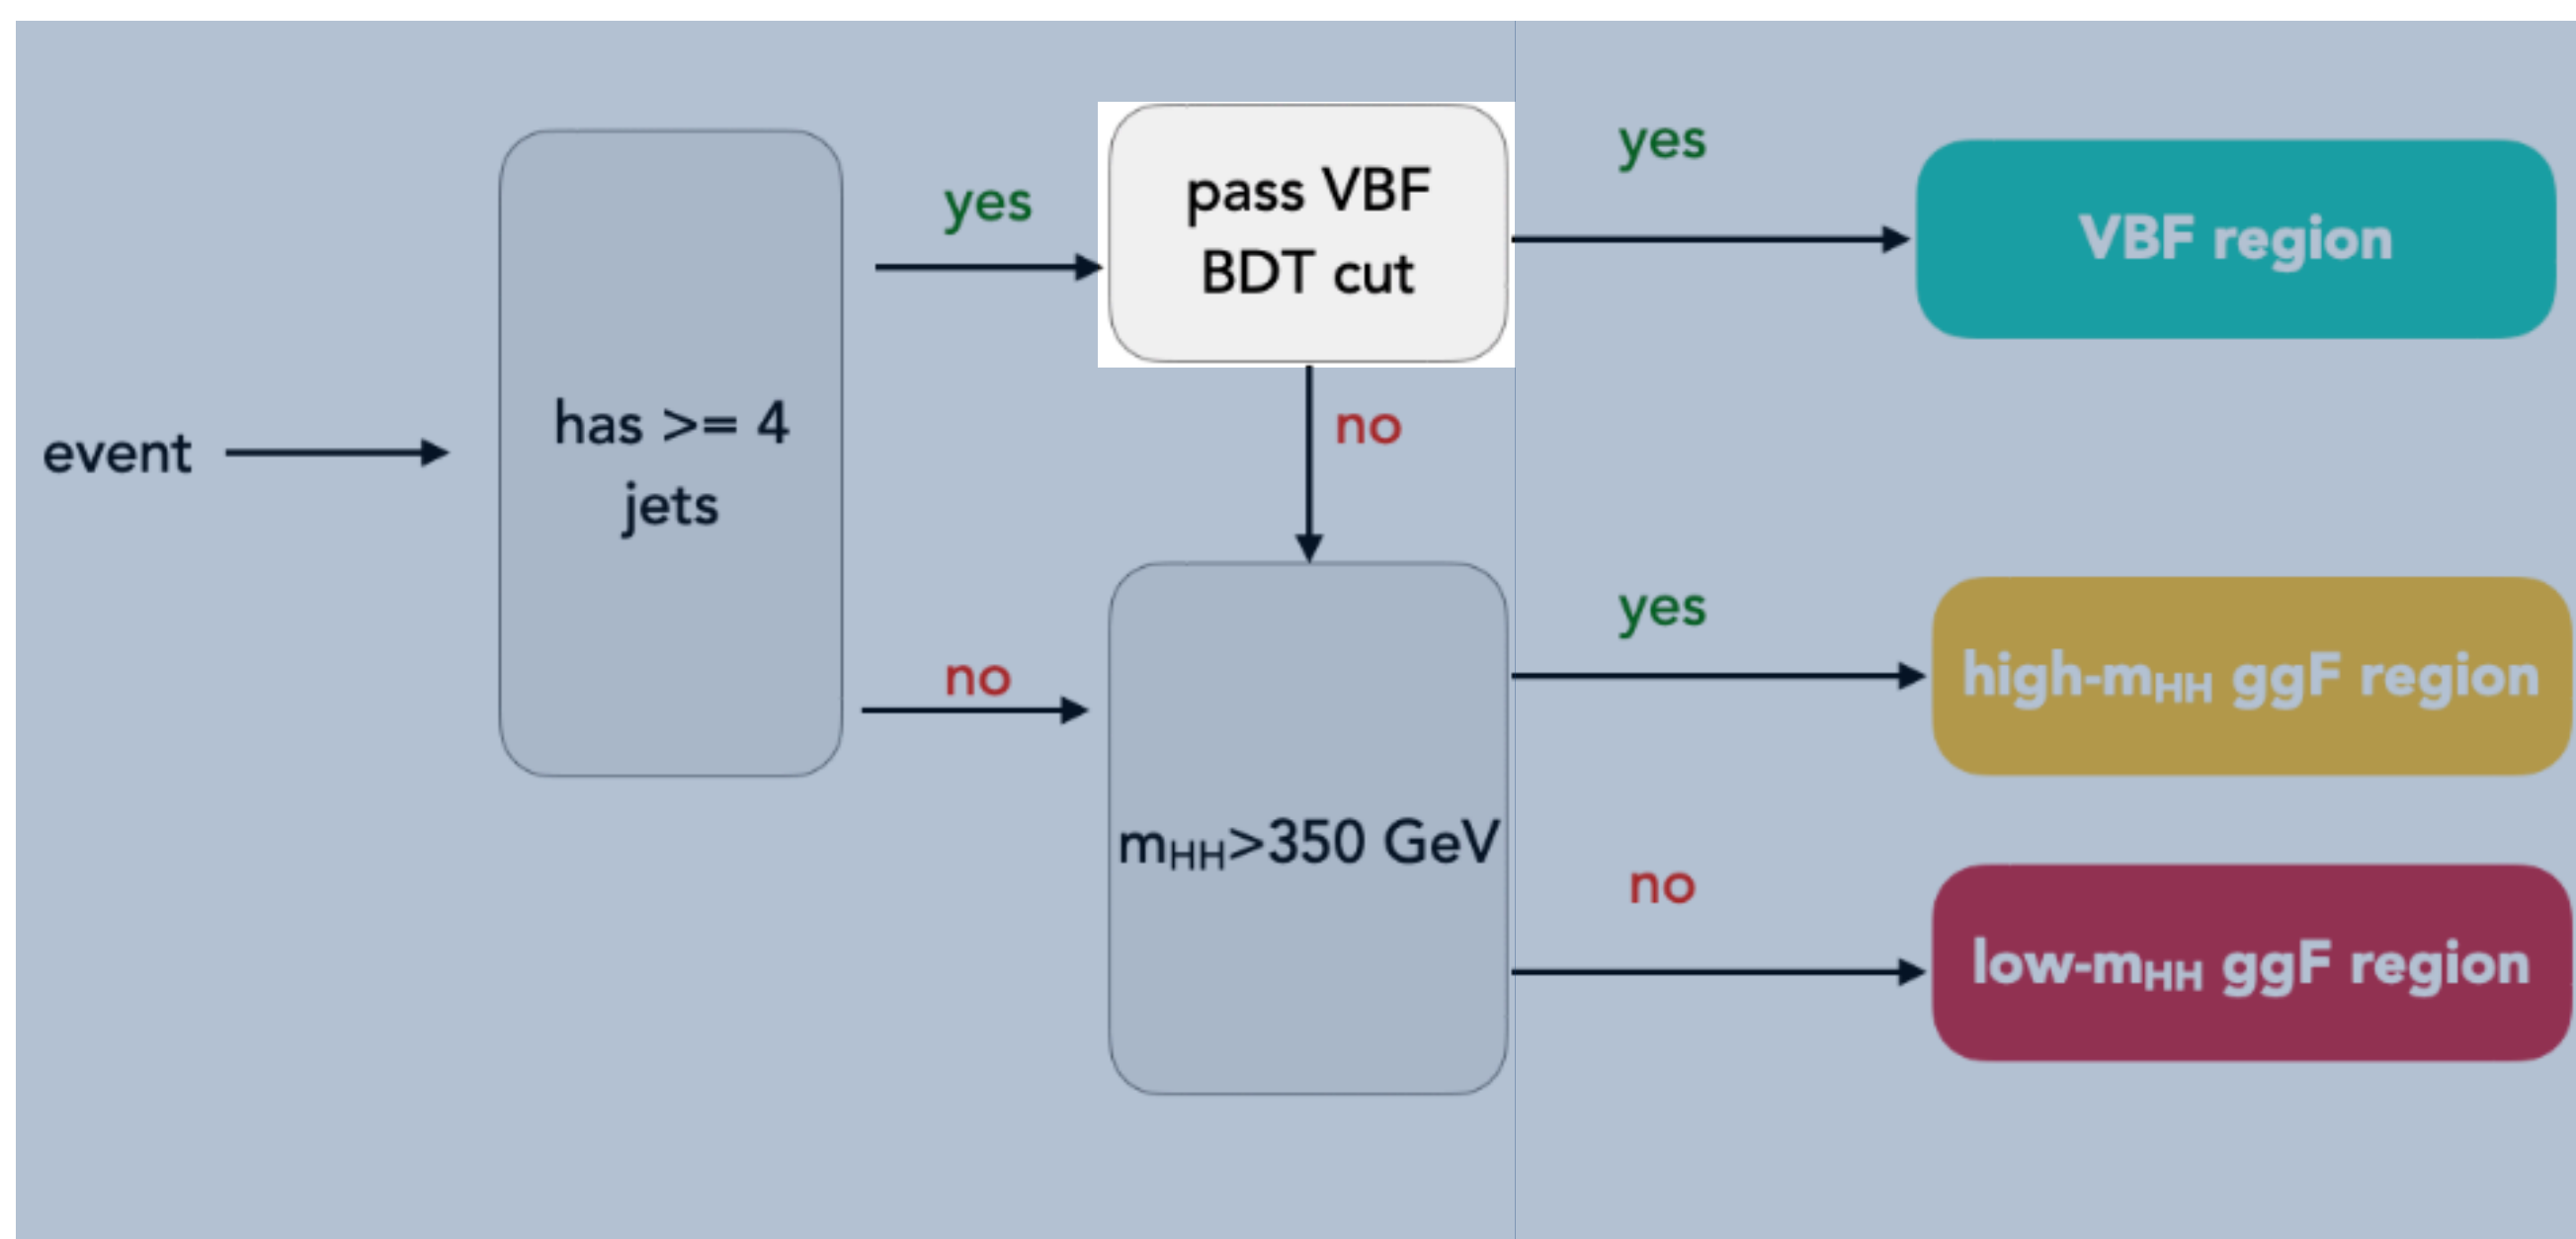 event
has >= 4
jets
yes
no
pass VBF
BDT cut
no
mHH>350 GeV
yes
VBF region
yes
high-mHH ggF region
no
low-mHH ggF region